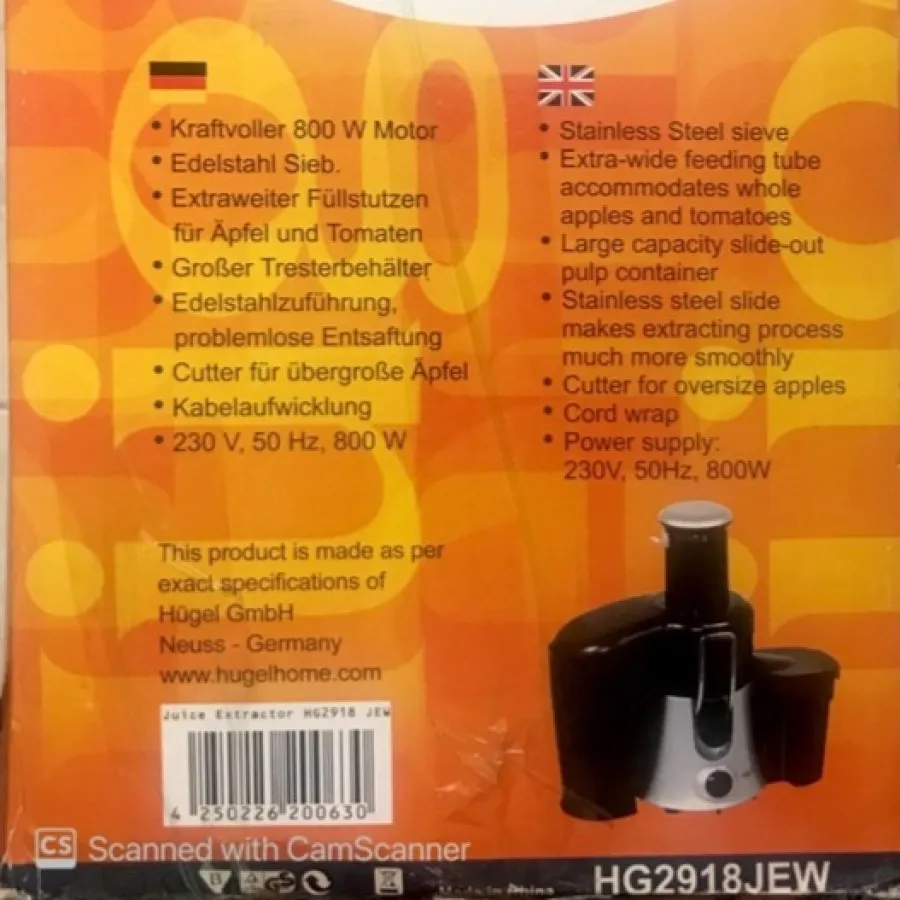 • Kraftvoller 800 W Motor
• Edelstahl Sieb.
• Extraweiter Füllstutzen
für Äpfel und Tomaten
• Großer Tresterbehälter
• Edelstahlzuführung,
problemlose Entsaftung
• Cutter für übergroße Äpfel
• Kabelaufwicklung
• 230 V, 50 Hz, 800 W
• Stainless Steel sieve
• Extra-wide feeding tube
accommodates whole
apples and tomatoes
• Large capacity slide-out
pulp container
• Stainless steel slide
makes extracting process
much more smoothly
• Cutter for oversize apples
• Cord wrap
• Power supply:
230V, 50Hz, 800W
This product is made as per
exact specifications of
Hügel GmbH
Neuss - Germany
www.hugelhome.com
Juice Extractor HG2918 JEW
4 250226 200630
CS Scanned with CamScanner
Made in China
HG2918JEW